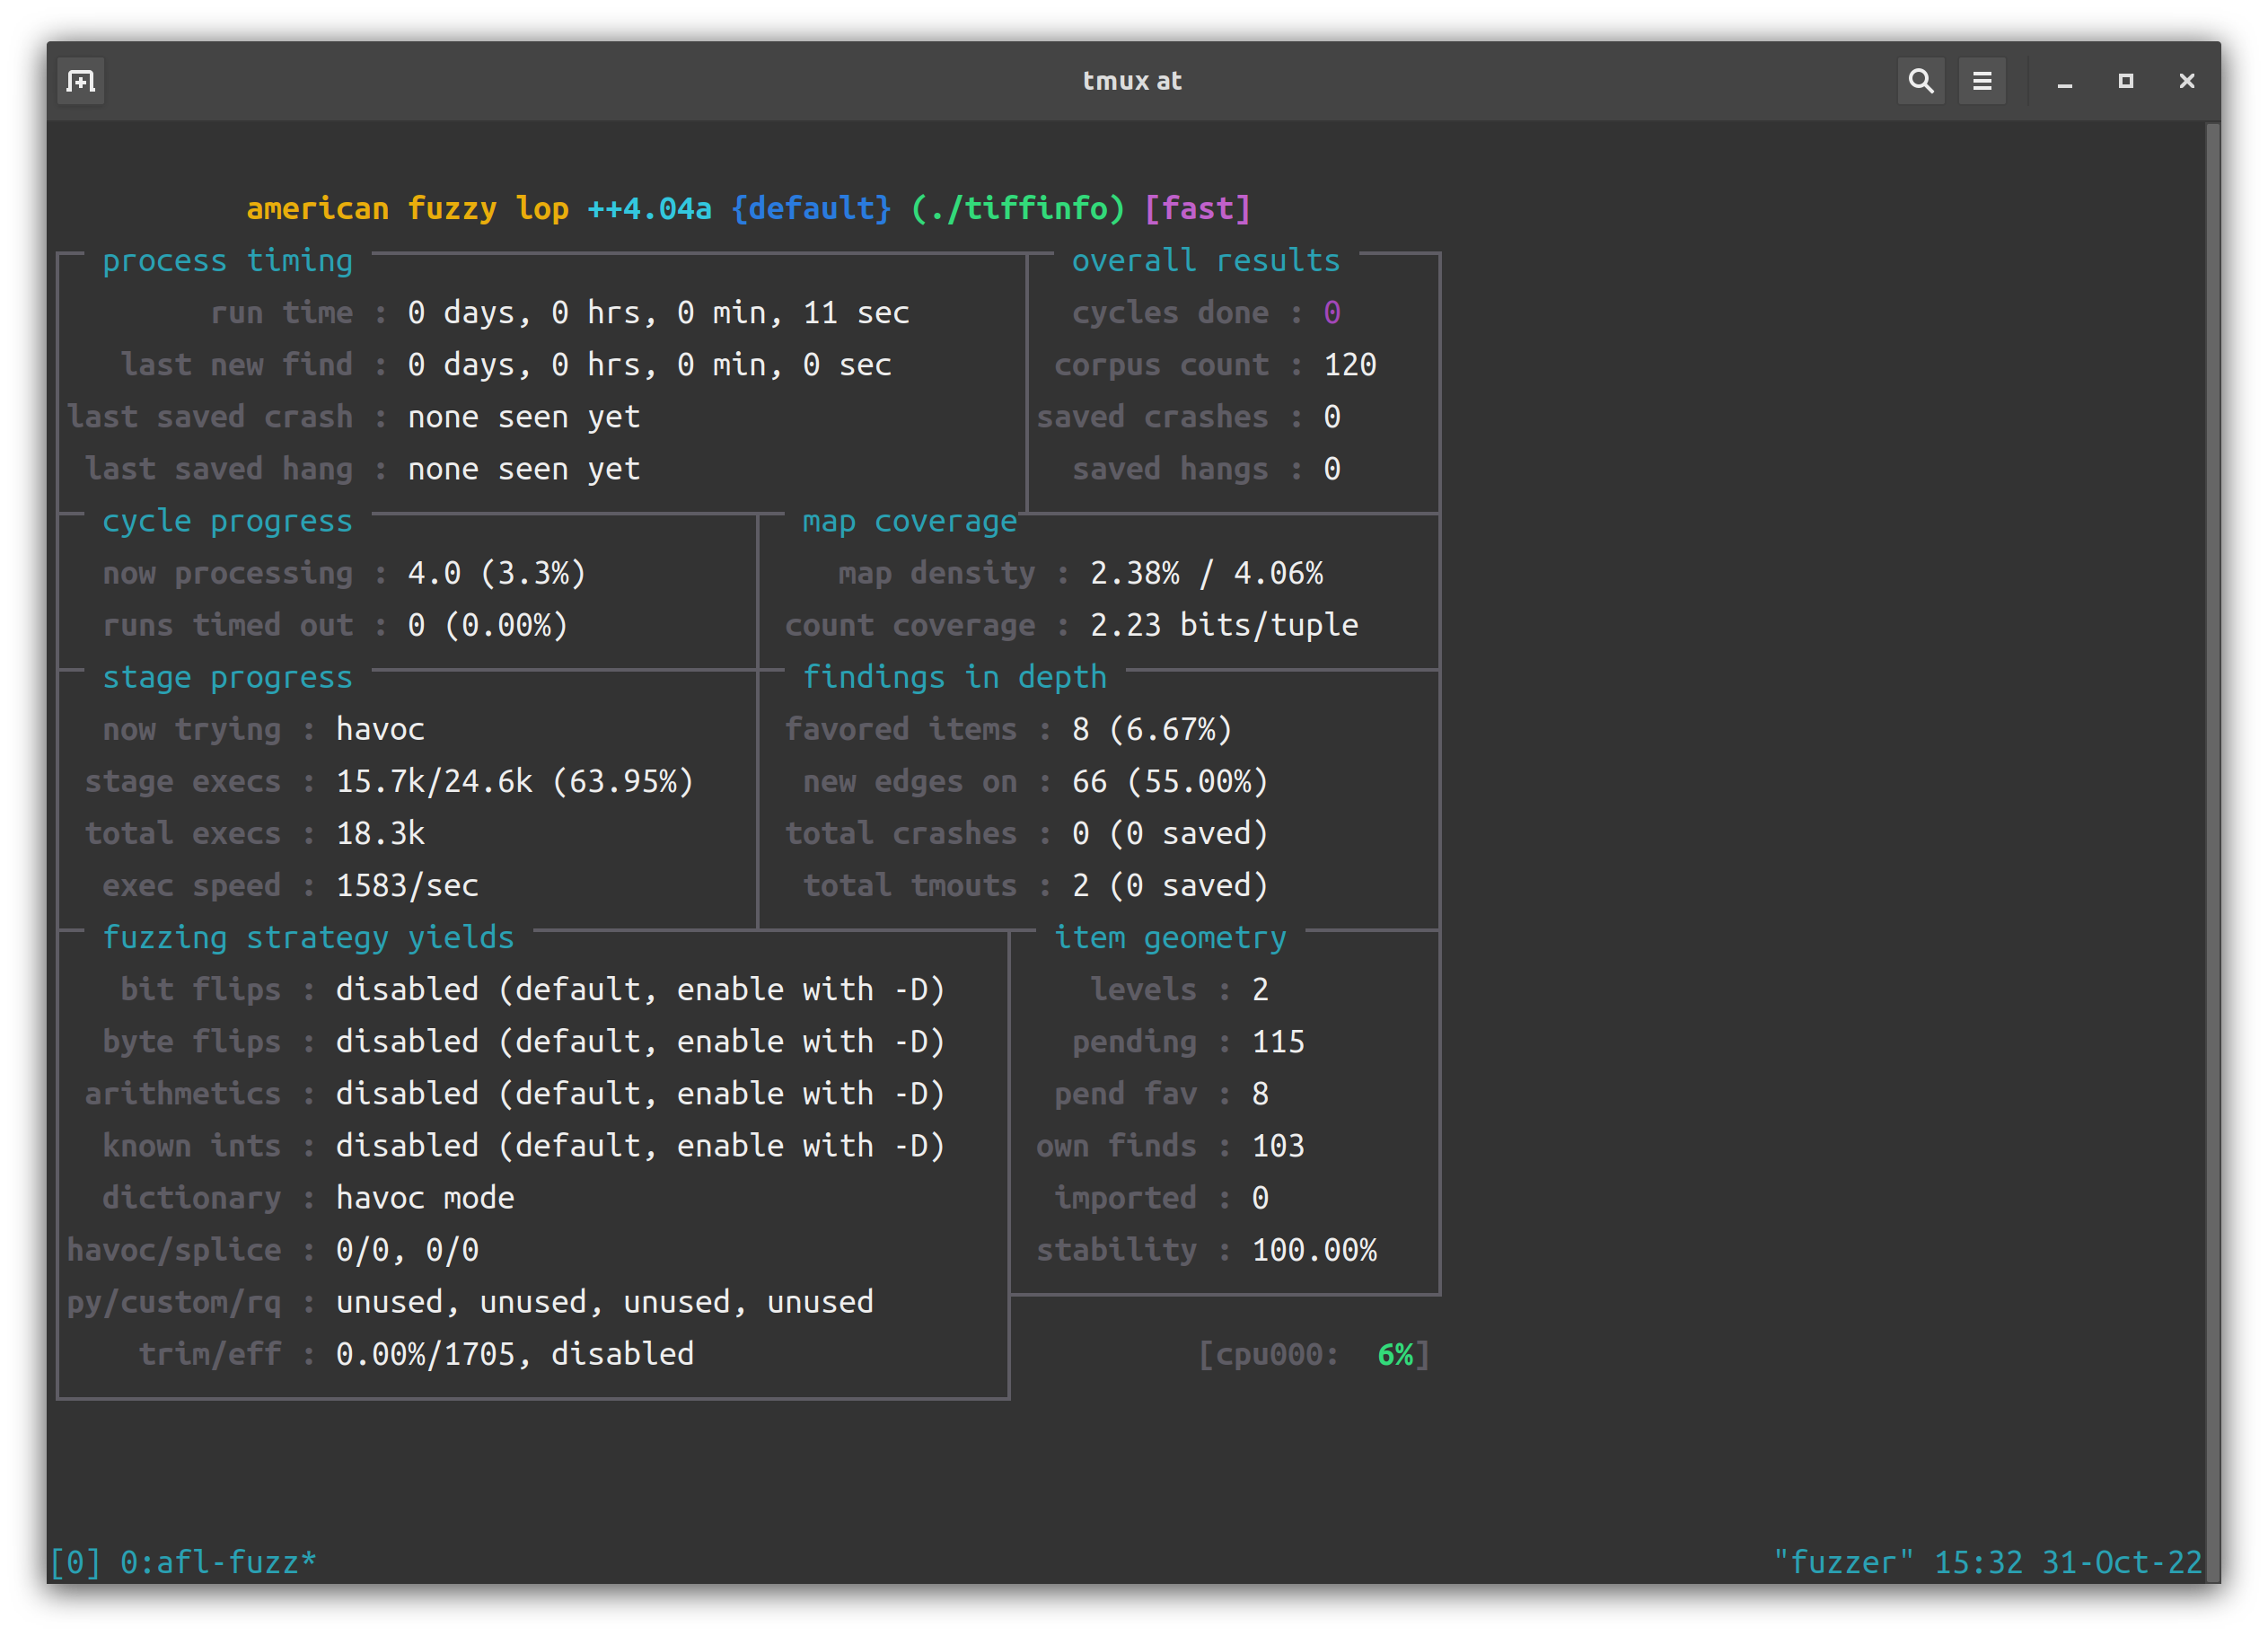 tmux at
american fuzzy lop ++4.04a {default} (./tiffinfo) [fast]
process timing overall results
run time : 0 days, 0 hrs, 0 min, 11 sec cycles done : 0
last new find : 0 days, 0 hrs, 0 min, 0 sec corpus count : 120
last saved crash : none seen yet saved crashes : 0
last saved hang : none seen yet saved hangs : 0
cycle progress map coverage
now processing : 4.0 (3.3%) map density : 2.38% / 4.06%
runs timed out : 0 (0.00%) count coverage : 2.23 bits/tuple
stage progress findings in depth
now trying : havoc favored items : 8 (6.67%)
stage execs : 15.7k/24.6k (63.95%) new edges on : 66 (55.00%)
total execs : 18.3k total crashes : 0 (0 saved)
exec speed : 1583/sec total tmouts : 2 (0 saved)
fuzzing strategy yields item geometry
bit flips : disabled (default, enable with -D) levels : 2
byte flips : disabled (default, enable with -D) pending : 115
arithmetics : disabled (default, enable with -D) pend fav : 8
known ints : disabled (default, enable with -D) own finds : 103
dictionary : havoc mode imported : 0
havoc/splice : 0/0, 0/0 stability : 100.00%
py/custom/rq : unused, unused, unused, unused
trim/eff : 0.00%/1705, disabled [cpu000: 6%]
[0] 0:afl-fuzz* "fuzzer" 15:32 31-Oct-22